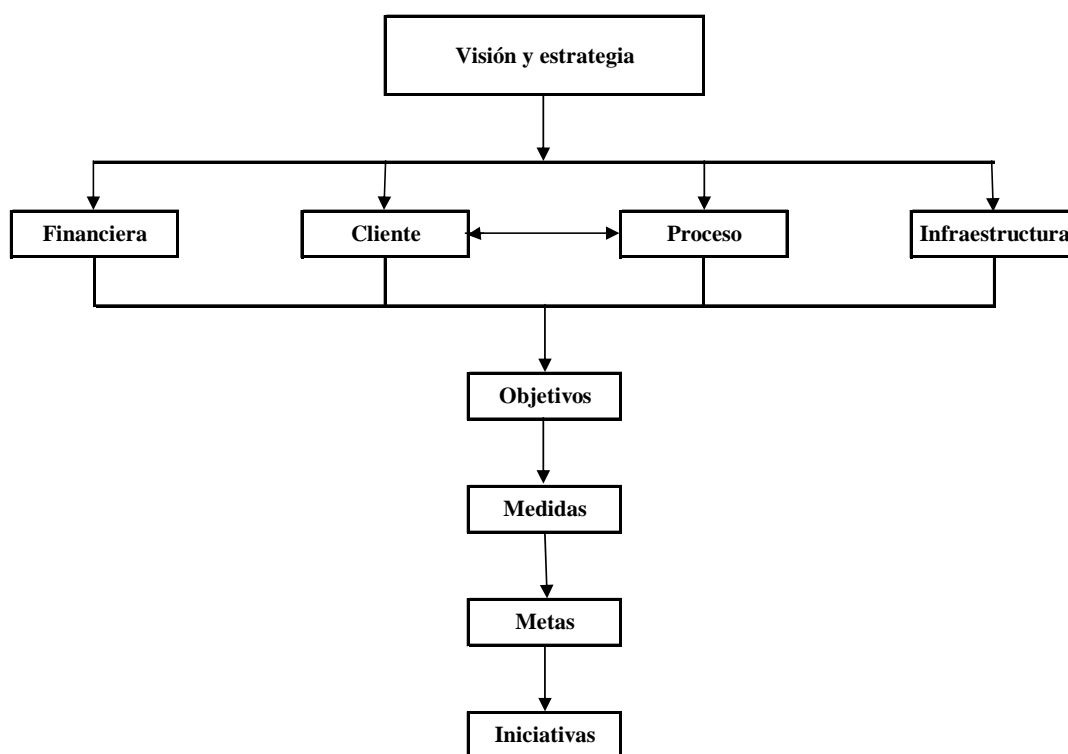 Visión y estrategia
Financiera
Cliente
Proceso
Infraestructura
Objetivos
Medidas
Metas
Iniciativas